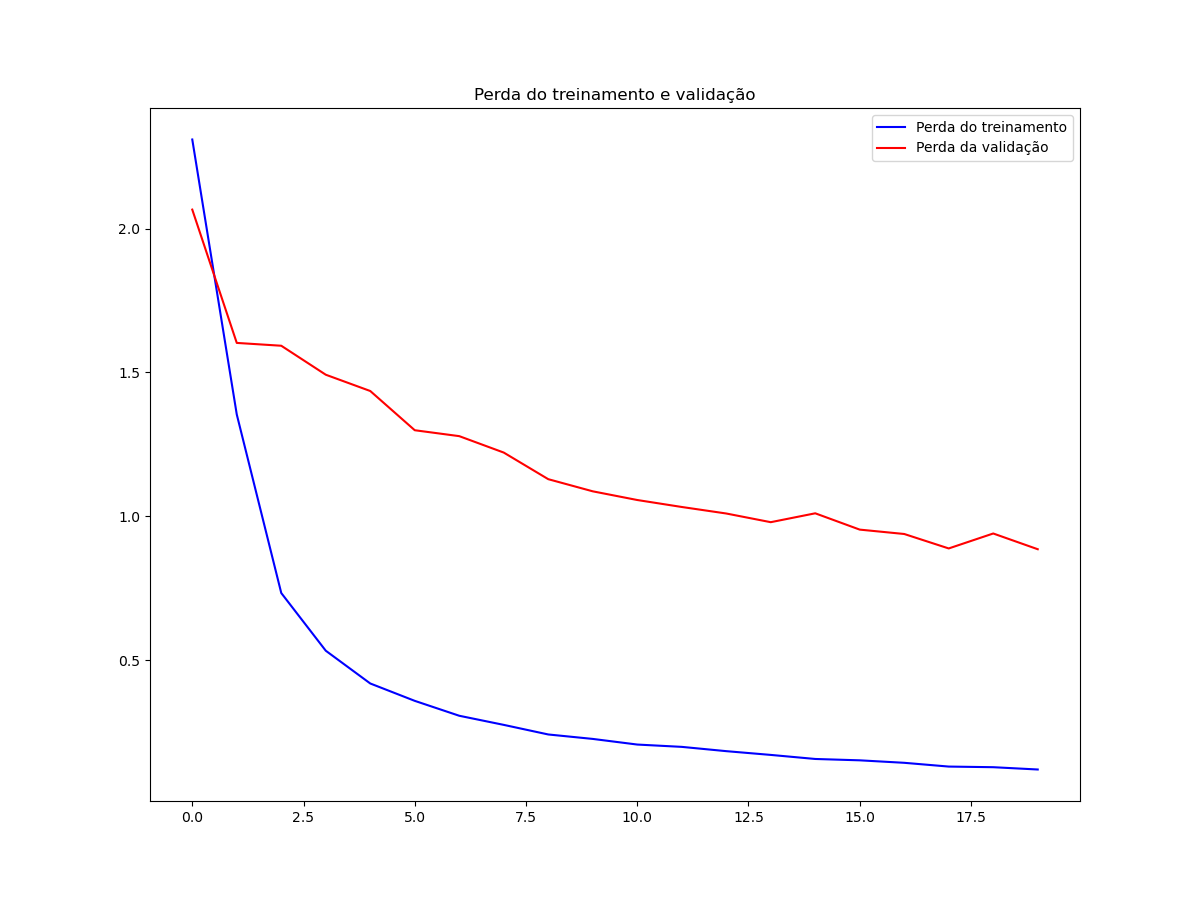 Perda do treinamento e validação
Perda do treinamento
Perda da validação
2.0
1.5
1.0
0.5
0.0 2.5 5.0 7.5 10.0 12.5 15.0 17.5